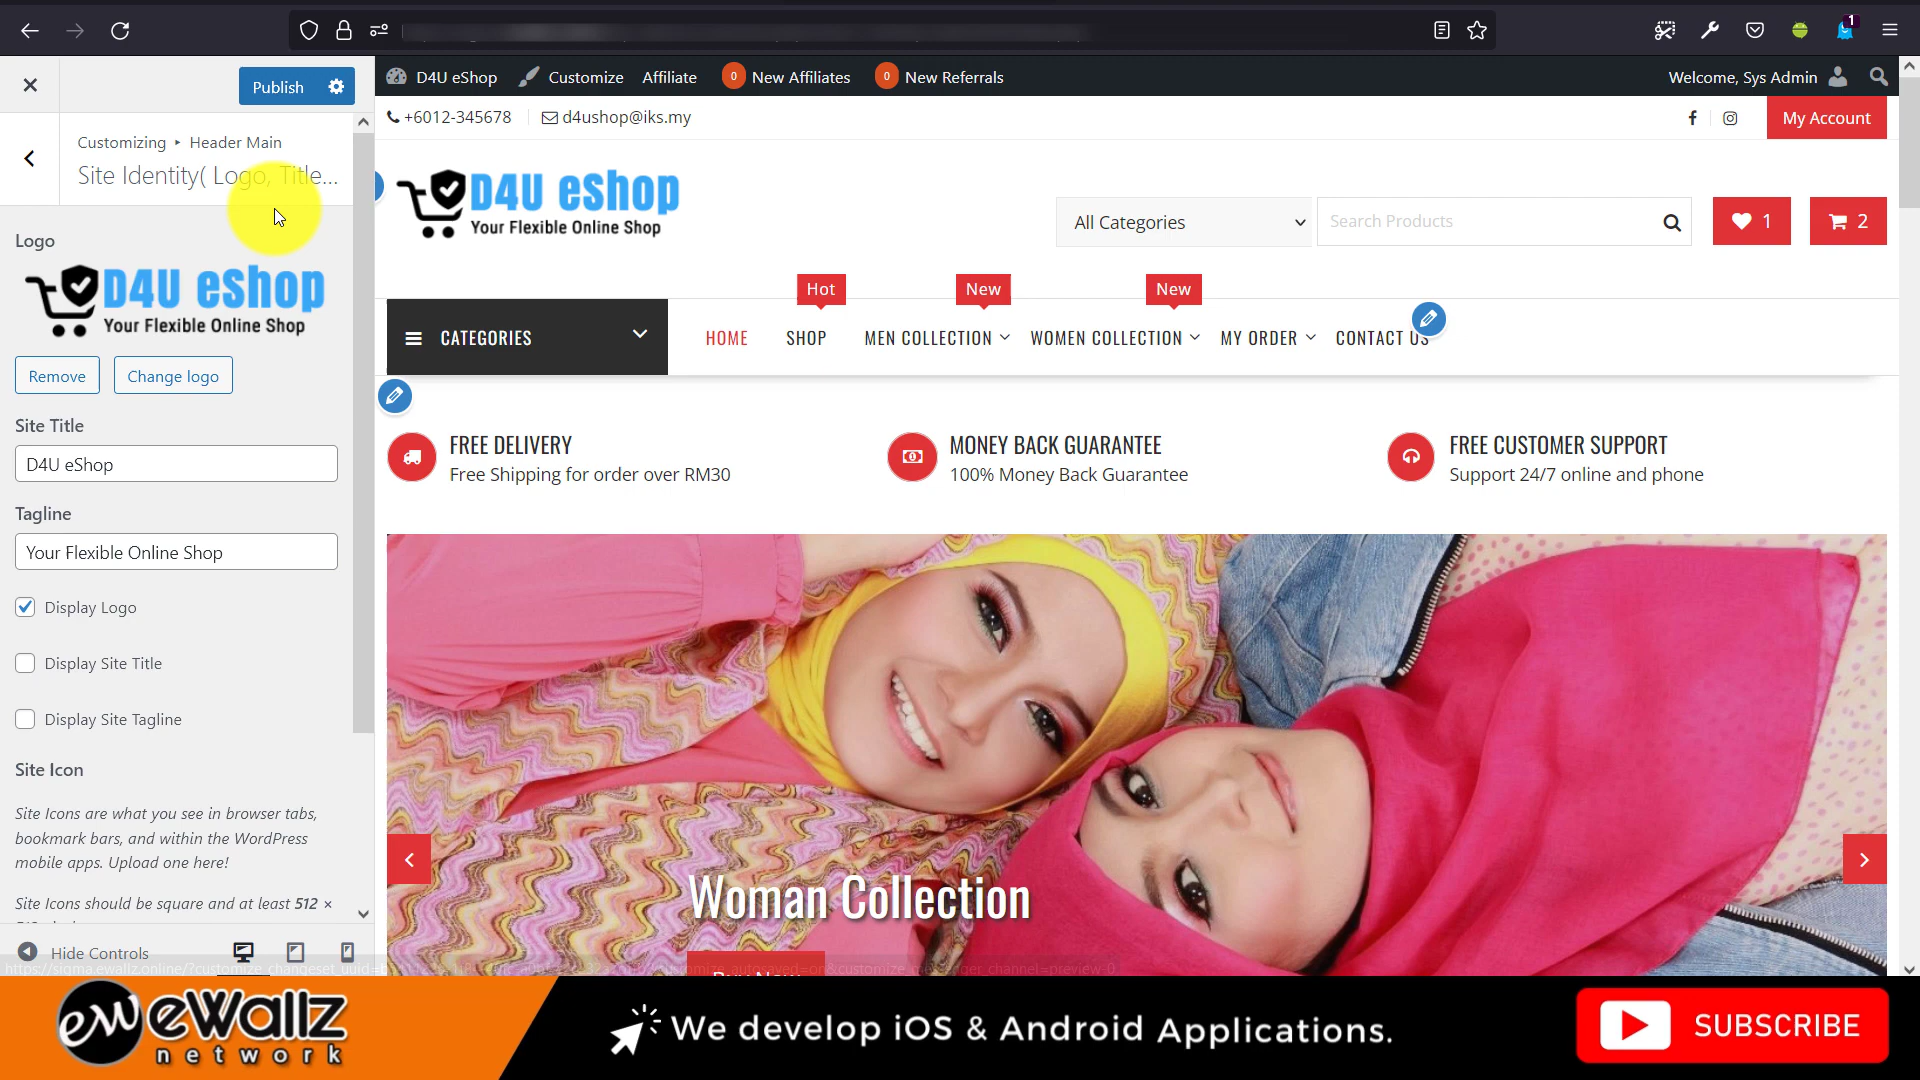 1
Publish
D4U eShop
Customize
Affiliate
0
New Affiliates
0
New Referrals
Welcome, Sys Admin
+6012-345678
d4ushop@iks.my
My Account
Customizing ▸ Header Main
Site Identity( Logo, Title...
D4U eShop
Your Flexible Online Shop
All Categories
Search Products
1
2
Logo
D4U eShop
Your Flexible Online Shop
Remove
Change logo
Hot
New
New
CATEGORIES
HOME
SHOP
MEN COLLECTION
WOMEN COLLECTION
MY ORDER
CONTACT US
Site Title
D4U eShop
Tagline
Your Flexible Online Shop
FREE DELIVERY
Free Shipping for order over RM30
MONEY BACK GUARANTEE
100% Money Back Guarantee
FREE CUSTOMER SUPPORT
Support 24/7 online and phone
Display Logo
Display Site Title
Display Site Tagline
Site Icon
Site Icons are what you see in browser tabs,
bookmark bars, and within the WordPress
mobile apps. Upload one here!
Site Icons should be square and at least 512 ×
Woman Collection
Hide Controls
ew eWallz
network
We develop iOS & Android Applications.
SUBSCRIBE